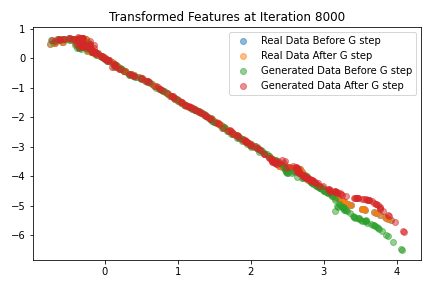 Transformed Features at Iteration 8000
Real Data Before G step
Real Data After G step
Generated Data Before G step
Generated Data After G step
1
0
−1
−2
−3
−4
−5
−6
0
1
2
3
4